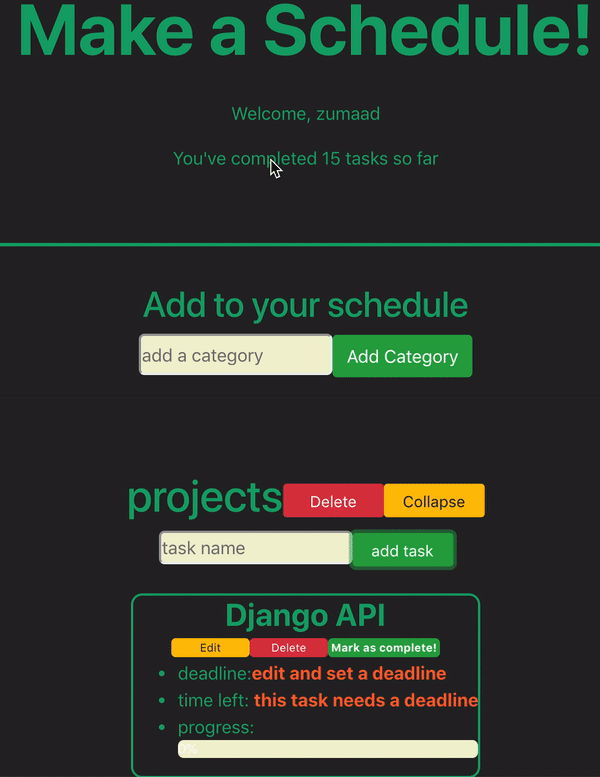 Make a Schedule!
Welcome, zumaad
You've completed 15 tasks so far
Add to your schedule
add a category Add Category
projects Delete Collapse
task name add task
Django API
Edit Delete Mark as complete!
deadline:edit and set a deadline
time left: this task needs a deadline
progress:
0%